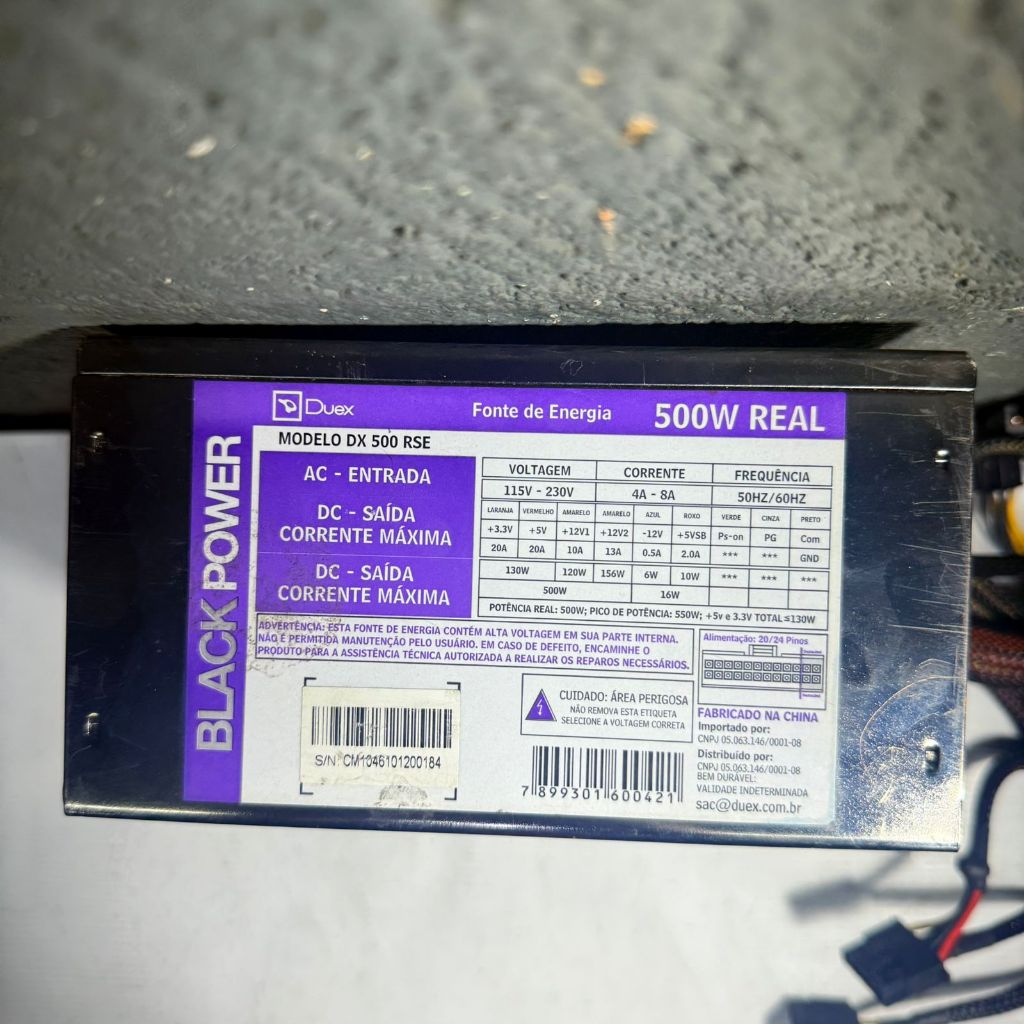 Duex
Fonte de Energia
500W REAL
BLACK POWER
MODELO DX 500 RSE
AC - ENTRADA
VOLTAGEM CORRENTE FREQUÊNCIA
115V - 230V 4A - 8A 50HZ/60HZ
DC - SAÍDA
CORRENTE MÁXIMA
LARANJA VERMELHO AMARELO AMARELO AZUL ROXO VERDE CINZA PRETO
+3.3V +5V +12V1 +12V2 -12V +5VSB Ps-on PG Com
20A 20A 10A 13A 0.5A 2.0A *** *** GND
DC - SAÍDA
CORRENTE MÁXIMA
130W 120W 156W 6W 10W *** *** ***
500W 16W
POTÊNCIA REAL: 500W; PICO DE POTÊNCIA: 550W; +5v e 3.3V TOTAL ≤130W
ADVERTÊNCIA: ESTA FONTE DE ENERGIA CONTÉM ALTA VOLTAGEM EM SUA PARTE INTERNA.
NÃO É PERMITIDA MANUTENÇÃO PELO USUÁRIO. EM CASO DE DEFEITO, ENCAMINHE O
PRODUTO PARA A ASSISTÊNCIA TÉCNICA AUTORIZADA A REALIZAR OS REPAROS NECESSÁRIOS.
Alimentação: 20/24 Pinos
CUIDADO: ÁREA PERIGOSA
NÃO REMOVA ESTA ETIQUETA
SELECIONE A VOLTAGEM CORRETA
S/N: CM1046101200184
7 899301 600421
FABRICADO NA CHINA
Importado por:
CNPJ 05.063.146/0001-08
Distribuído por:
CNPJ 05.063.146/0001-08
BEM DURÁVEL:
VALIDADE INDETERMINADA
sac@duex.com.br